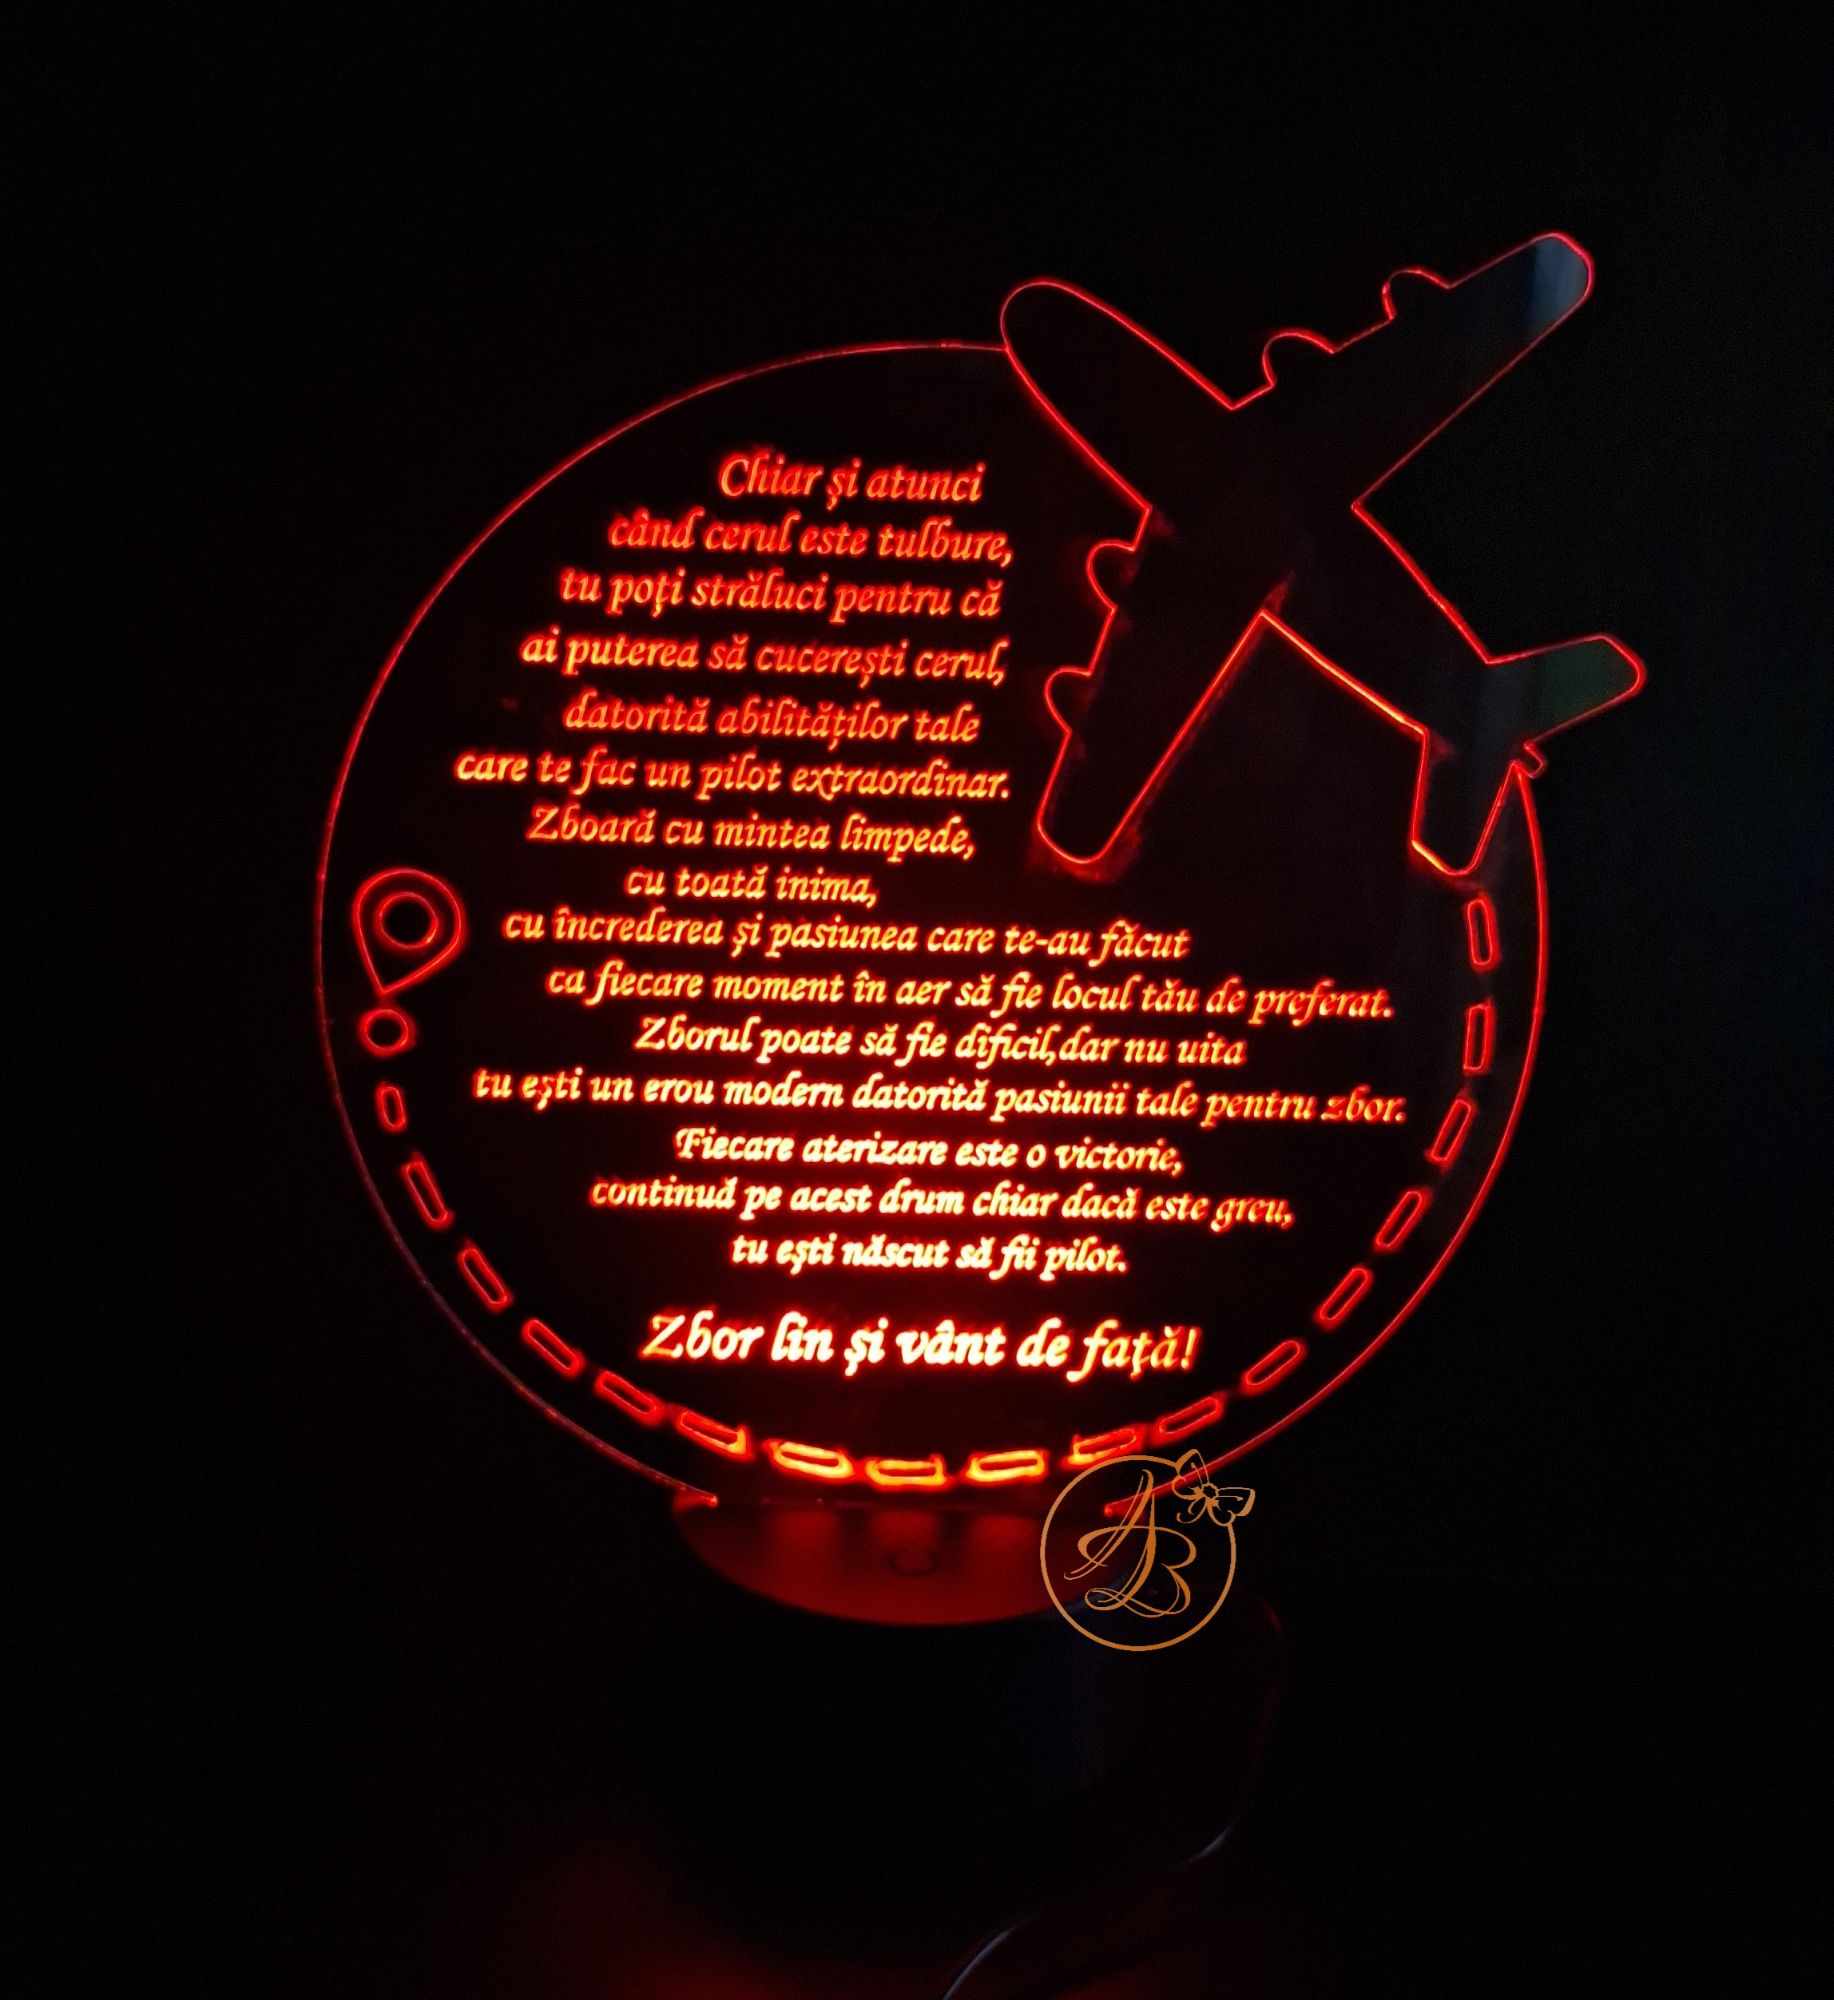 Chiar și atunci
când cerul este tulbure,
tu poți străluci pentru că
ai puterea să cucerești cerul,
datorită abilităților tale
care te fac un pilot extraordinar.
Zboară cu mintea limpede,
cu toată inima,
cu încrederea și pasiunea care te-au făcut
ca fiecare moment în aer să fie locul tău de preferat.
Zborul poate să fie dificil,dar nu uita
tu ești un erou modern datorită pasiunii tale pentru zbor.
Fiecare aterizare este o victorie,
continuă pe acest drum chiar dacă este greu,
tu ești născut să fii pilot.
Zbor lin și vânt de față!
AB